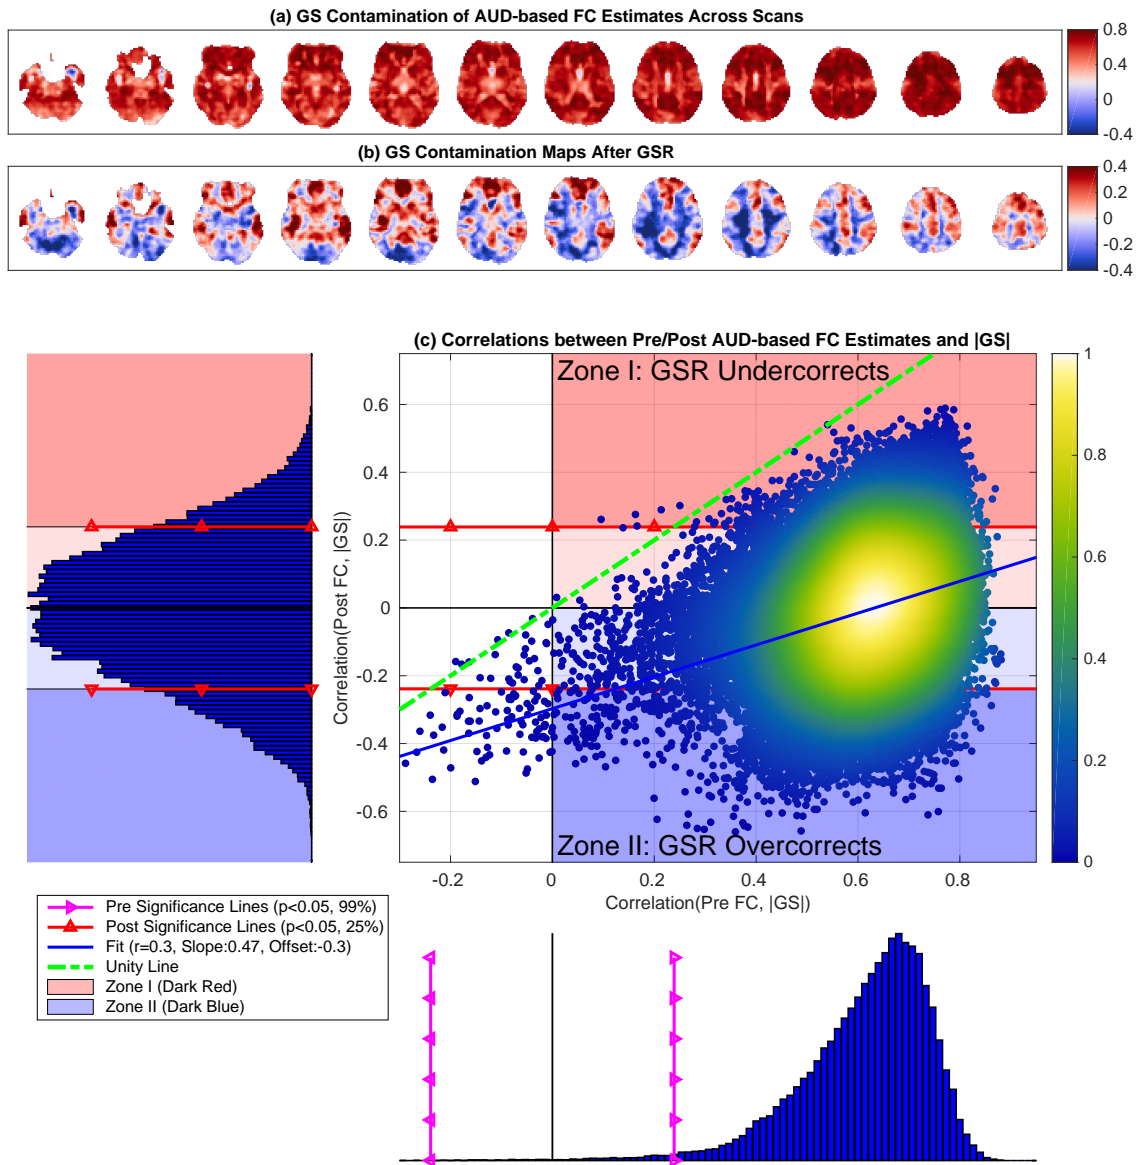 (a) GS Contamination of AUD-based FC Estimates Across Scans
0.8
0.4
0
-0.4
(b) GS Contamination Maps After GSR
0.4
0.2
0
-0.2
-0.4
(c) Correlations between Pre/Post AUD-based FC Estimates and |GS|
Zone I: GSR Undercorrects
Zone II: GSR Overcorrects
Correlation(Post FC, |GS|)
0.6
0.4
0.2
0
-0.2
-0.4
-0.6
-0.2
0
0.2
0.4
0.6
0.8
Correlation(Pre FC, |GS|)
1
0.8
0.6
0.4
0.2
0
Pre Significance Lines (p<0.05, 99%)
Post Significance Lines (p<0.05, 25%)
Fit (r=0.3, Slope:0.47, Offset:-0.3)
Unity Line
Zone I (Dark Red)
Zone II (Dark Blue)